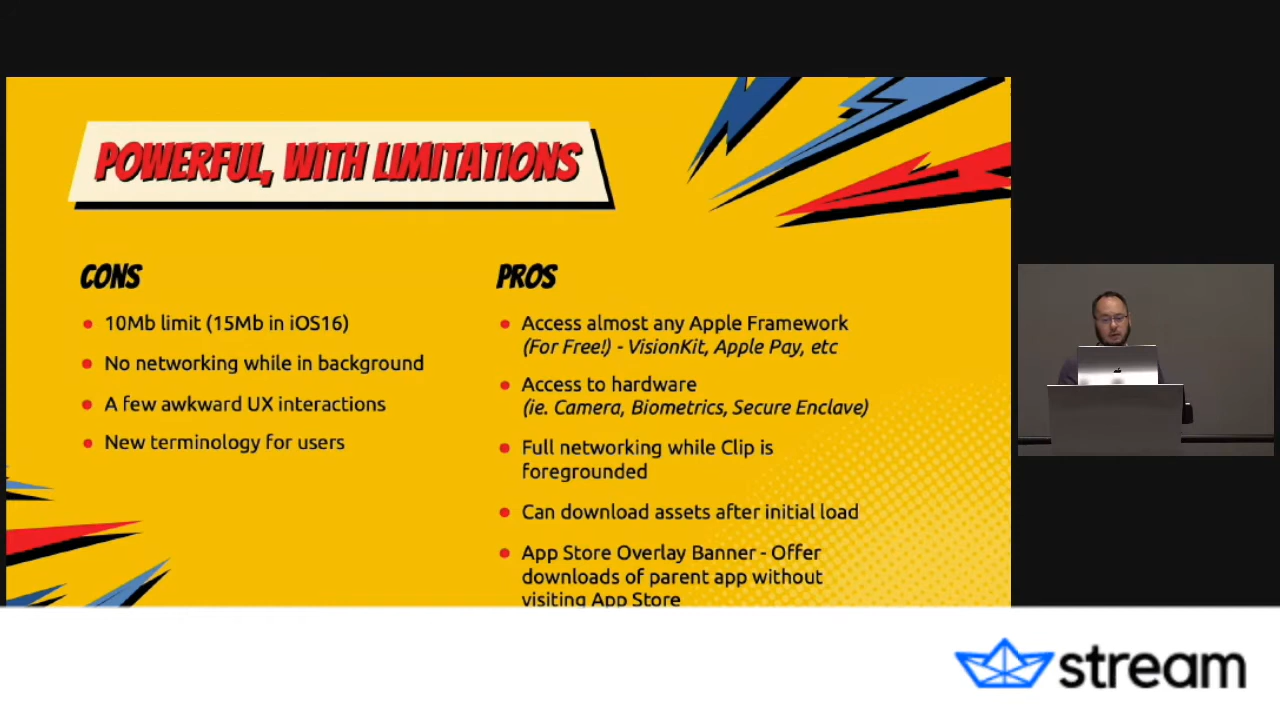 POWERFUL, WITH LIMITATIONS
CONS
10Mb limit (15Mb in iOS16)
No networking while in background
A few awkward UX interactions
New terminology for users
PROS
Access almost any Apple Framework
(For Free!) - VisionKit, Apple Pay, etc
Access to hardware
(ie. Camera, Biometrics, Secure Enclave)
Full networking while Clip is
foregrounded
Can download assets after initial load
App Store Overlay Banner - Offer
downloads of parent app without
visiting App Store
stream